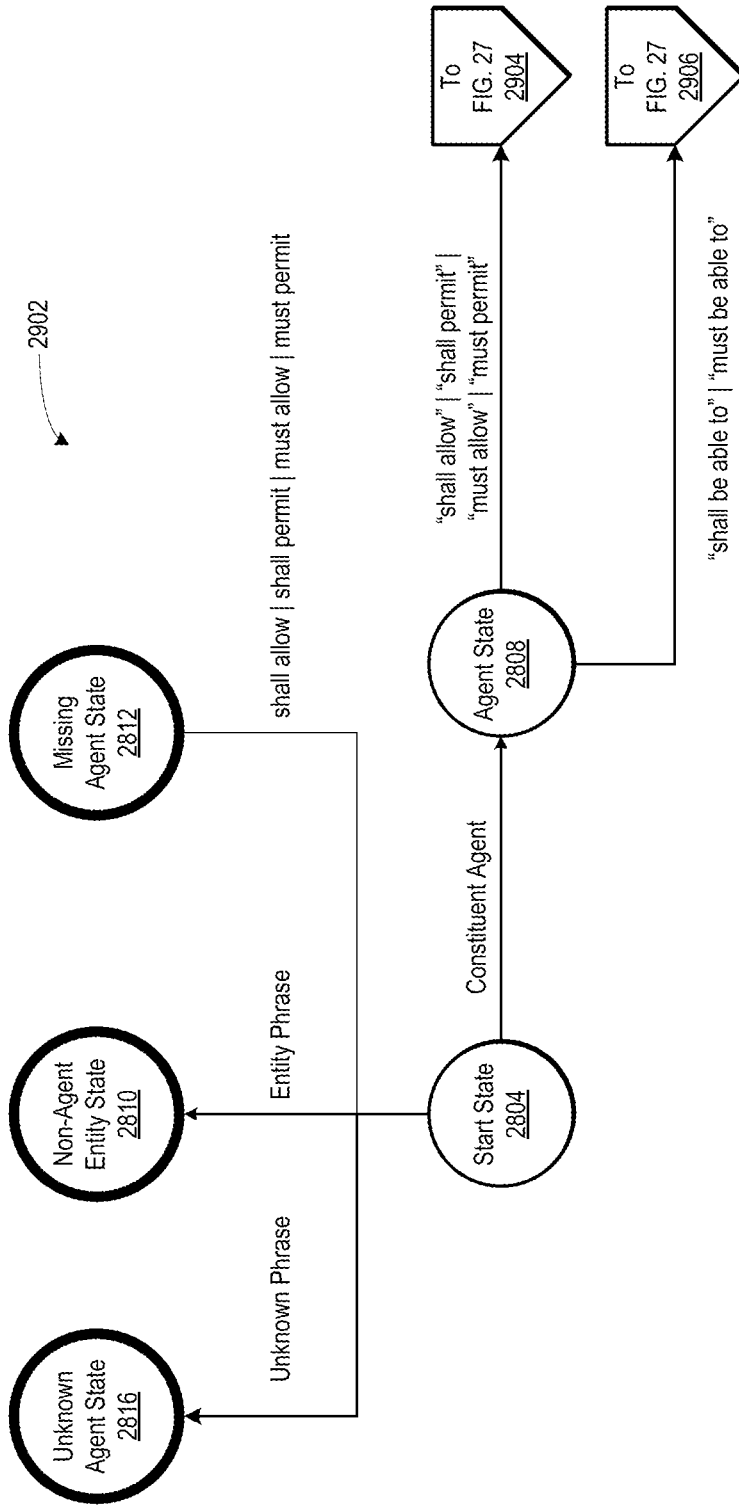 2902
Unknown
Agent State
2816
Non-Agent
Entity State
2810
Missing
Agent State
2812
Unknown Phrase
Entity Phrase
shall allow | shall permit | must allow | must permit
Start State
2804
Constituent Agent
Agent State
2808
“shall allow” | “shall permit” |
“must allow” | “must permit”
To
FIG. 27
2904
“shall be able to” | “must be able to”
To
FIG. 27
2906